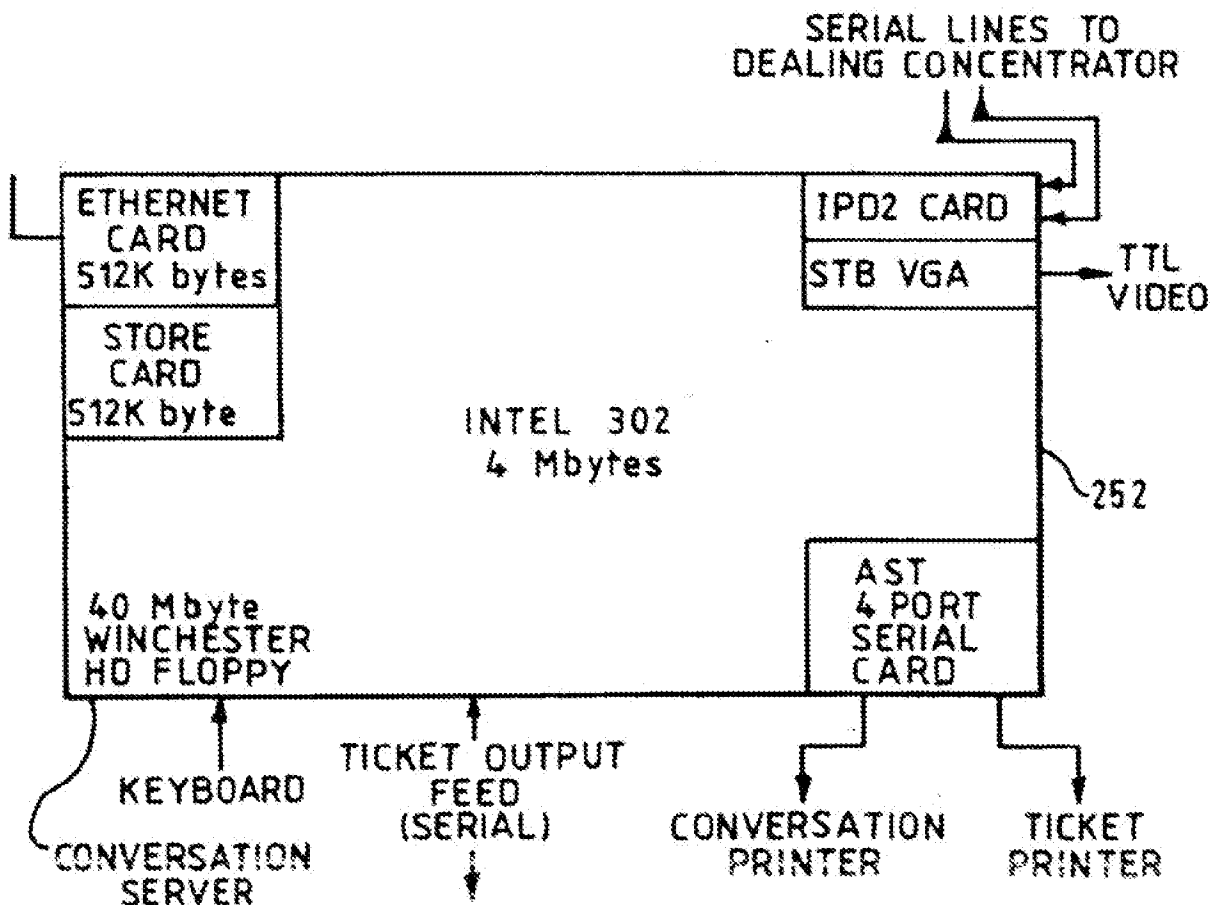 SERIAL LINES TO
DEALING CONCENTRATOR
ETHERNET
CARD
512K bytes
STORE
CARD
512K byte
IPD2 CARD
STB VGA
TTL
VIDEO
INTEL 302
4 Mbytes
252
40 Mbyte
WINCHESTER
HD FLOPPY
AST
4 PORT
SERIAL
CARD
KEYBOARD
CONVERSATION
SERVER
TICKET OUTPUT
FEED
(SERIAL)
CONVERSATION
PRINTER
TICKET
PRINTER